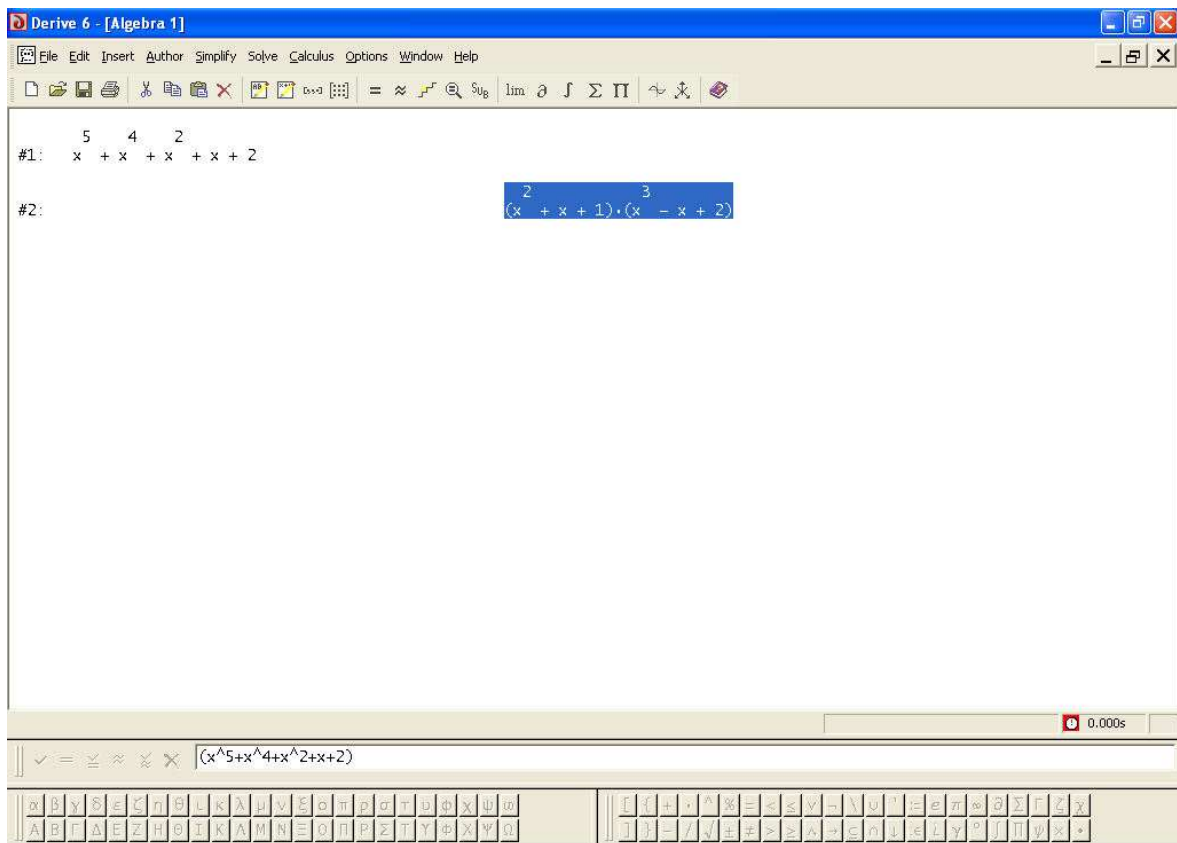 Derive 6 - [Algebra 1]
File Edit Insert Author Simplify Solve Calculus Options Window Help
= ≈ Sub lim ∂ ∫ Σ Π
#1: x^5 + x^4 + x^2 + x + 2
#2: (x^2 + x + 1)·(x^3 - x + 2)
0.000s
(x^5+x^4+x^2+x+2)
α β γ δ ε ζ η θ ι κ λ μ ν ξ ο π ρ σ τ υ φ χ ψ ω [ { + · ^ % = < ≤ ∨ ¬ \ ∪ ' := e π ∞ ∂ Σ Γ ζ χ
Α Β Γ Δ Ε Ζ Η Θ Ι Κ Λ Μ Ν Ξ Ο Π Ρ Σ Τ Υ Φ Χ Ψ Ω ] } - / √ ± ≠ > ≥ ∧ → ⊆ ∩ ↓ :∈ γ ° ∫ Π ψ × •